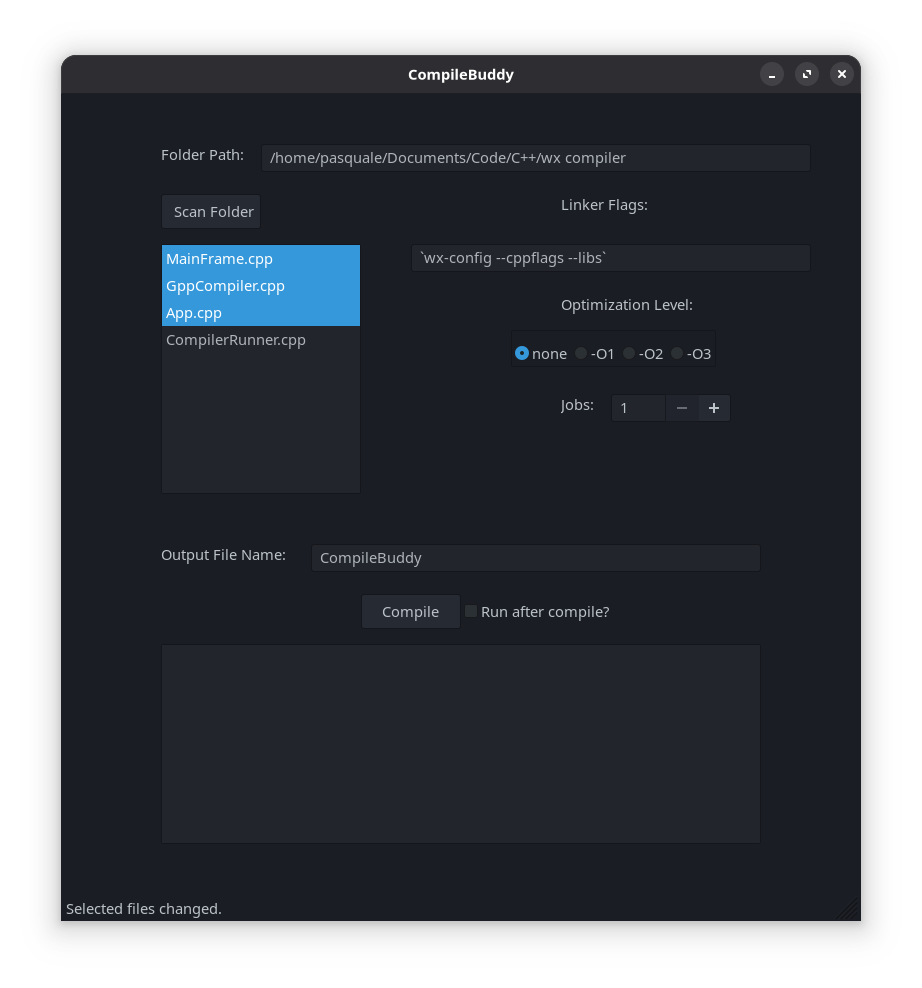 CompileBuddy
Folder Path: /home/pasquale/Documents/Code/C++/wx compiler
Scan Folder
Linker Flags:
MainFrame.cpp
GppCompiler.cpp
App.cpp
CompilerRunner.cpp
`wx-config --cppflags --libs`
Optimization Level:
none -O1 -O2 -O3
Jobs: 1
Output File Name: CompileBuddy
Compile Run after compile?
Selected files changed.